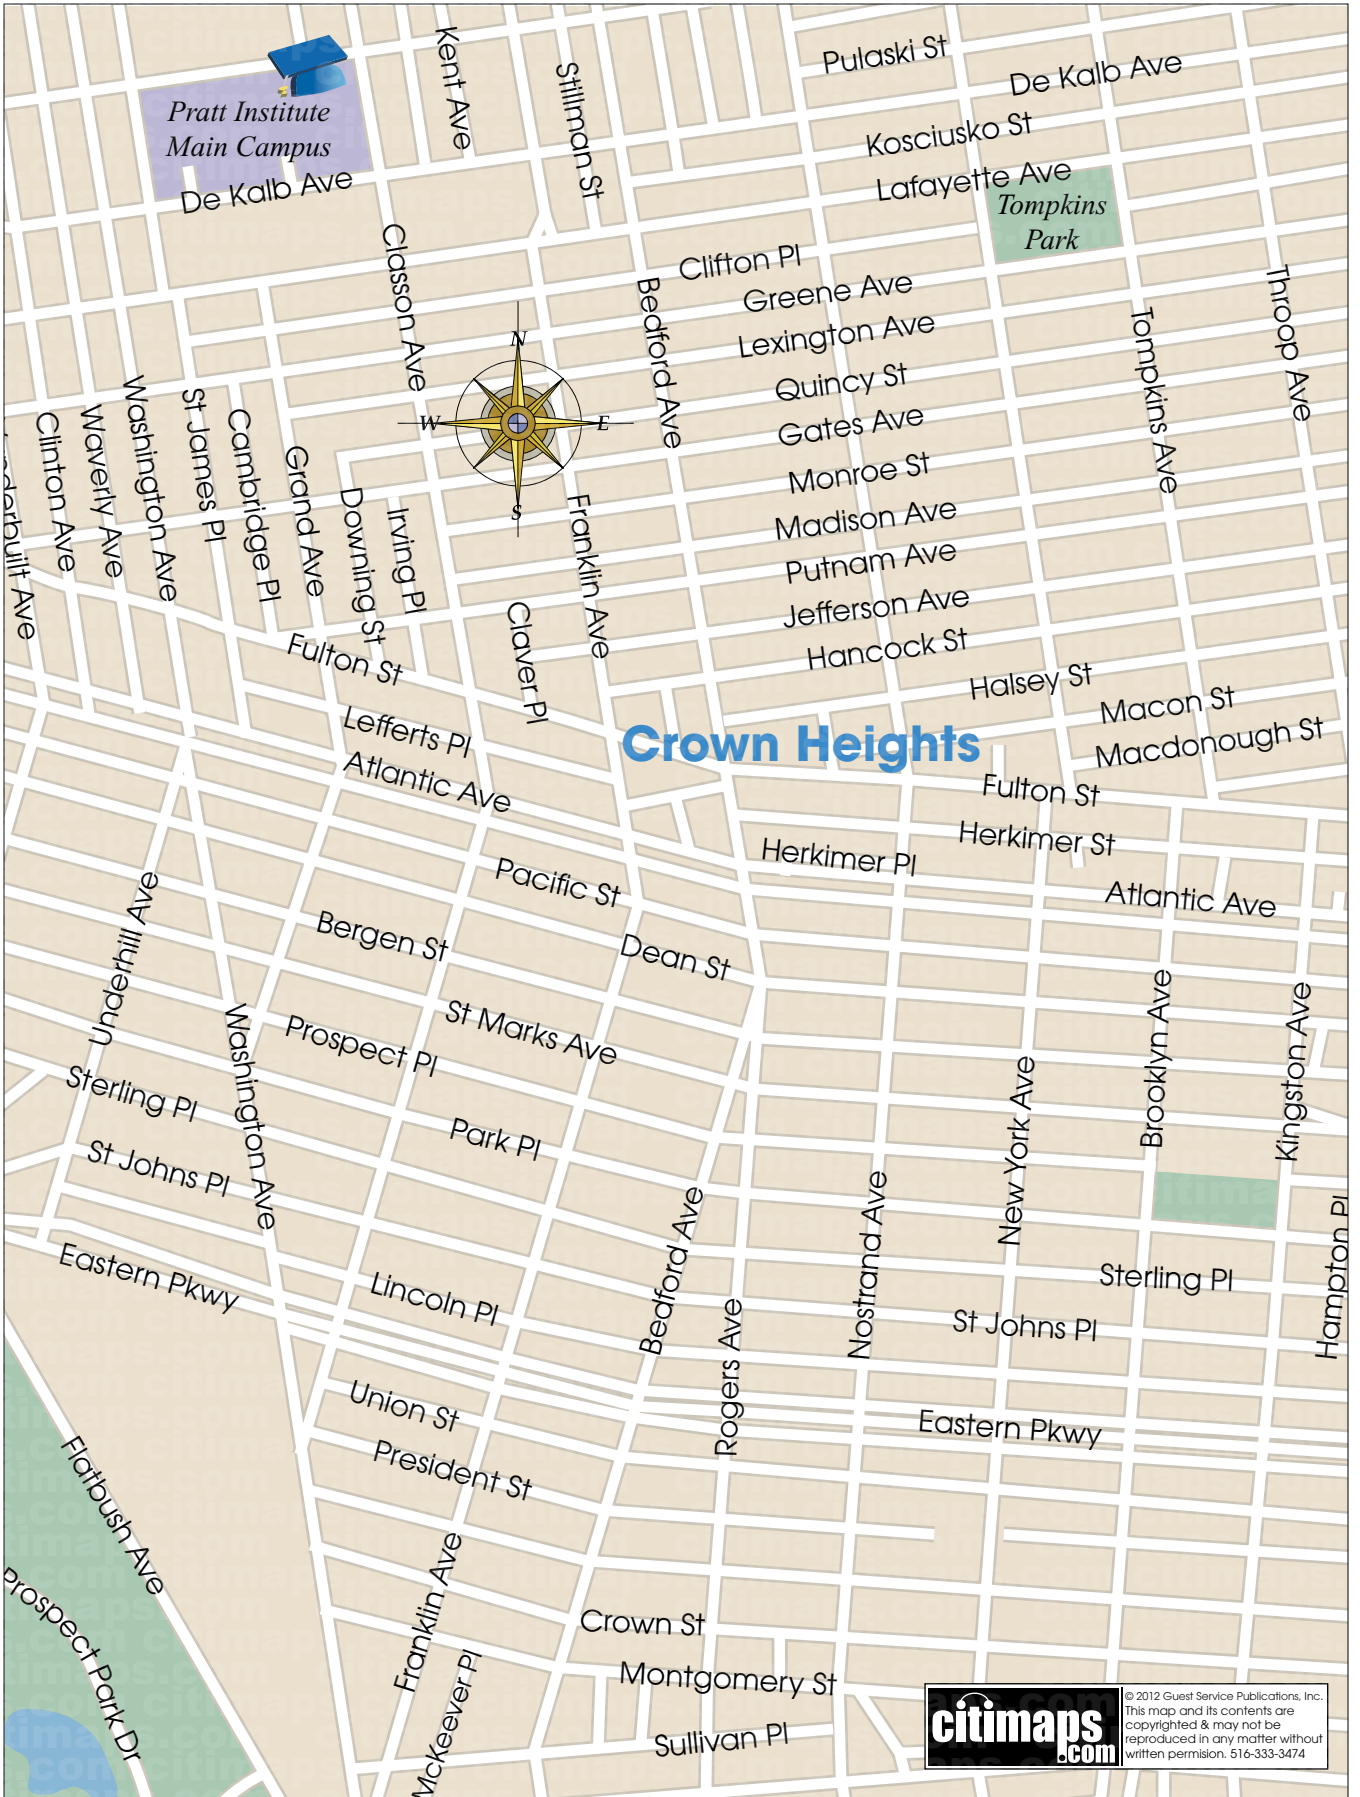 Pulaski St
De Kalb Ave
Kent Ave
Stillman St
Pratt Institute
Main Campus
Kosciusko St
De Kalb Ave
Lafayette Ave
Tompkins
Park
Classon Ave
Clifton Pl
Greene Ave
Bedford Ave
Lexington Ave
Throop Ave
Tompkins Ave
N
W
E
S
Quincy St
Gates Ave
Monroe St
Madison Ave
Putnam Ave
Jefferson Ave
Hancock St
Halsey St
Macon St
Macdonough St
Clinton Ave
Waverly Ave
Washington Ave
St James Pl
Cambridge Pl
Grand Ave
Downing St
Irving Pl
Franklin Ave
Claver Pl
derbuilt Ave
Fulton St
Lefferts Pl
Atlantic Ave
Crown Heights
Fulton St
Herkimer St
Herkimer Pl
Atlantic Ave
Pacific St
Dean St
Bergen St
St Marks Ave
Prospect Pl
Park Pl
Underhill Ave
Washington Ave
Sterling Pl
St Johns Pl
Eastern Pkwy
Lincoln Pl
Union St
President St
Bedford Ave
Rogers Ave
Nostrand Ave
New York Ave
Brooklyn Ave
Kingston Ave
Hampton Pl
Sterling Pl
St Johns Pl
Eastern Pkwy
Flatbush Ave
Prospect Park Dr
Franklin Ave
McKeever Pl
Crown St
Montgomery St
Sullivan Pl
citimaps
.com
© 2012 Guest Service Publications, Inc.
This map and its contents are
copyrighted & may not be
reproduced in any matter without
written permision. 516-333-3474